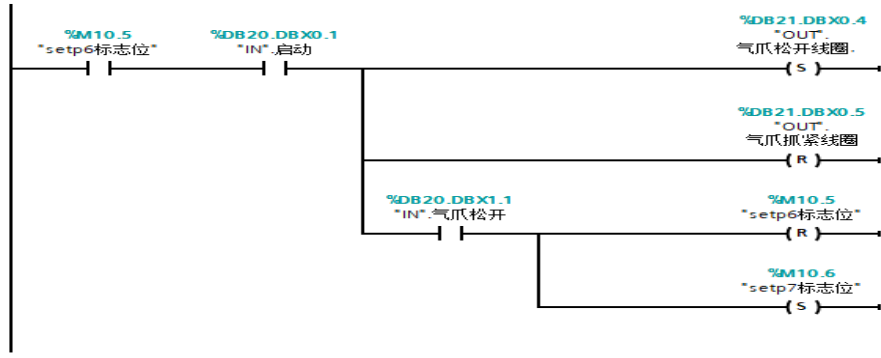 %M10.5
"setp6标志位"
%DB20.DBX0.1
"IN".启动
%DB21.DBX0.4
"OUT".
气爪松开线圈.
( S )
%DB21.DBX0.5
"OUT".
气爪抓紧线圈
( R )
%DB20.DBX1.1
"IN".气爪松开
%M10.5
"setp6标志位"
( R )
%M10.6
"setp7标志位"
( S )